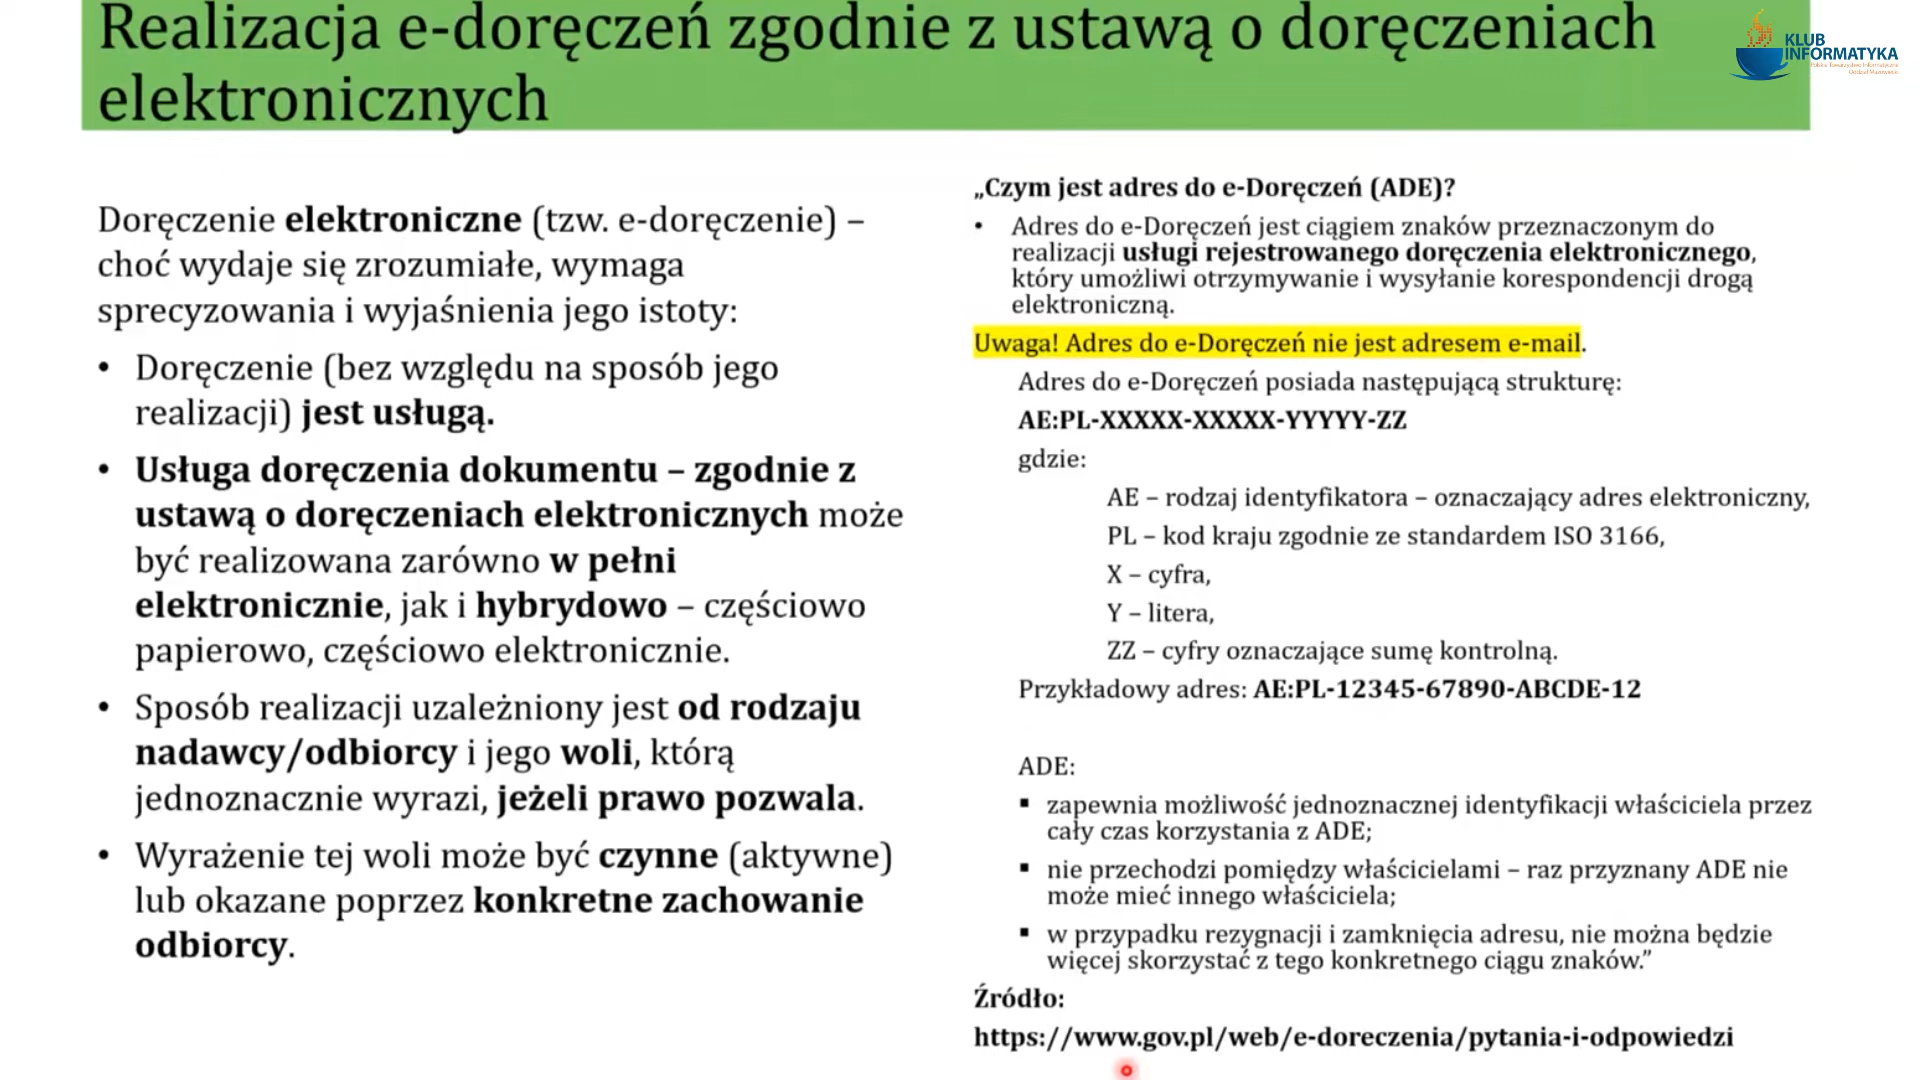 Realizacja e-doręczeń zgodnie z ustawą o doręczeniach
elektronicznych
KLUB
INFORMATYKA
Polskie Towarzystwo Informatyczne
Oddział Mazowiecki
Doręczenie elektroniczne (tzw. e-doręczenie) –
choć wydaje się zrozumiałe, wymaga
sprecyzowania i wyjaśnienia jego istoty:
• Doręczenie (bez względu na sposób jego
realizacji) jest usługą.
• Usługa doręczenia dokumentu – zgodnie z
ustawą o doręczeniach elektronicznych może
być realizowana zarówno w pełni
elektronicznie, jak i hybrydowo – częściowo
papierowo, częściowo elektronicznie.
• Sposób realizacji uzależniony jest od rodzaju
nadawcy/odbiorcy i jego woli, którą
jednoznacznie wyrazi, jeżeli prawo pozwala.
• Wyrażenie tej woli może być czynne (aktywne)
lub okazane poprzez konkretne zachowanie
odbiorcy.
„Czym jest adres do e-Doręczeń (ADE)?
• Adres do e-Doręczeń jest ciągiem znaków przeznaczonym do
realizacji usługi rejestrowanego doręczenia elektronicznego,
który umożliwi otrzymywanie i wysyłanie korespondencji drogą
elektroniczną.
Uwaga! Adres do e-Doręczeń nie jest adresem e-mail.
Adres do e-Doręczeń posiada następującą strukturę:
AE:PL-XXXXX-XXXXX-YYYYY-ZZ
gdzie:
AE – rodzaj identyfikatora – oznaczający adres elektroniczny,
PL – kod kraju zgodnie ze standardem ISO 3166,
X – cyfra,
Y – litera,
ZZ – cyfry oznaczające sumę kontrolną.
Przykładowy adres: AE:PL-12345-67890-ABCDE-12
ADE:
▪ zapewnia możliwość jednoznacznej identyfikacji właściciela przez
cały czas korzystania z ADE;
▪ nie przechodzi pomiędzy właścicielami – raz przyznany ADE nie
może mieć innego właściciela;
▪ w przypadku rezygnacji i zamknięcia adresu, nie można będzie
więcej skorzystać z tego konkretnego ciągu znaków.”
Źródło:
https://www.gov.pl/web/e-doreczenia/pytania-i-odpowiedzi